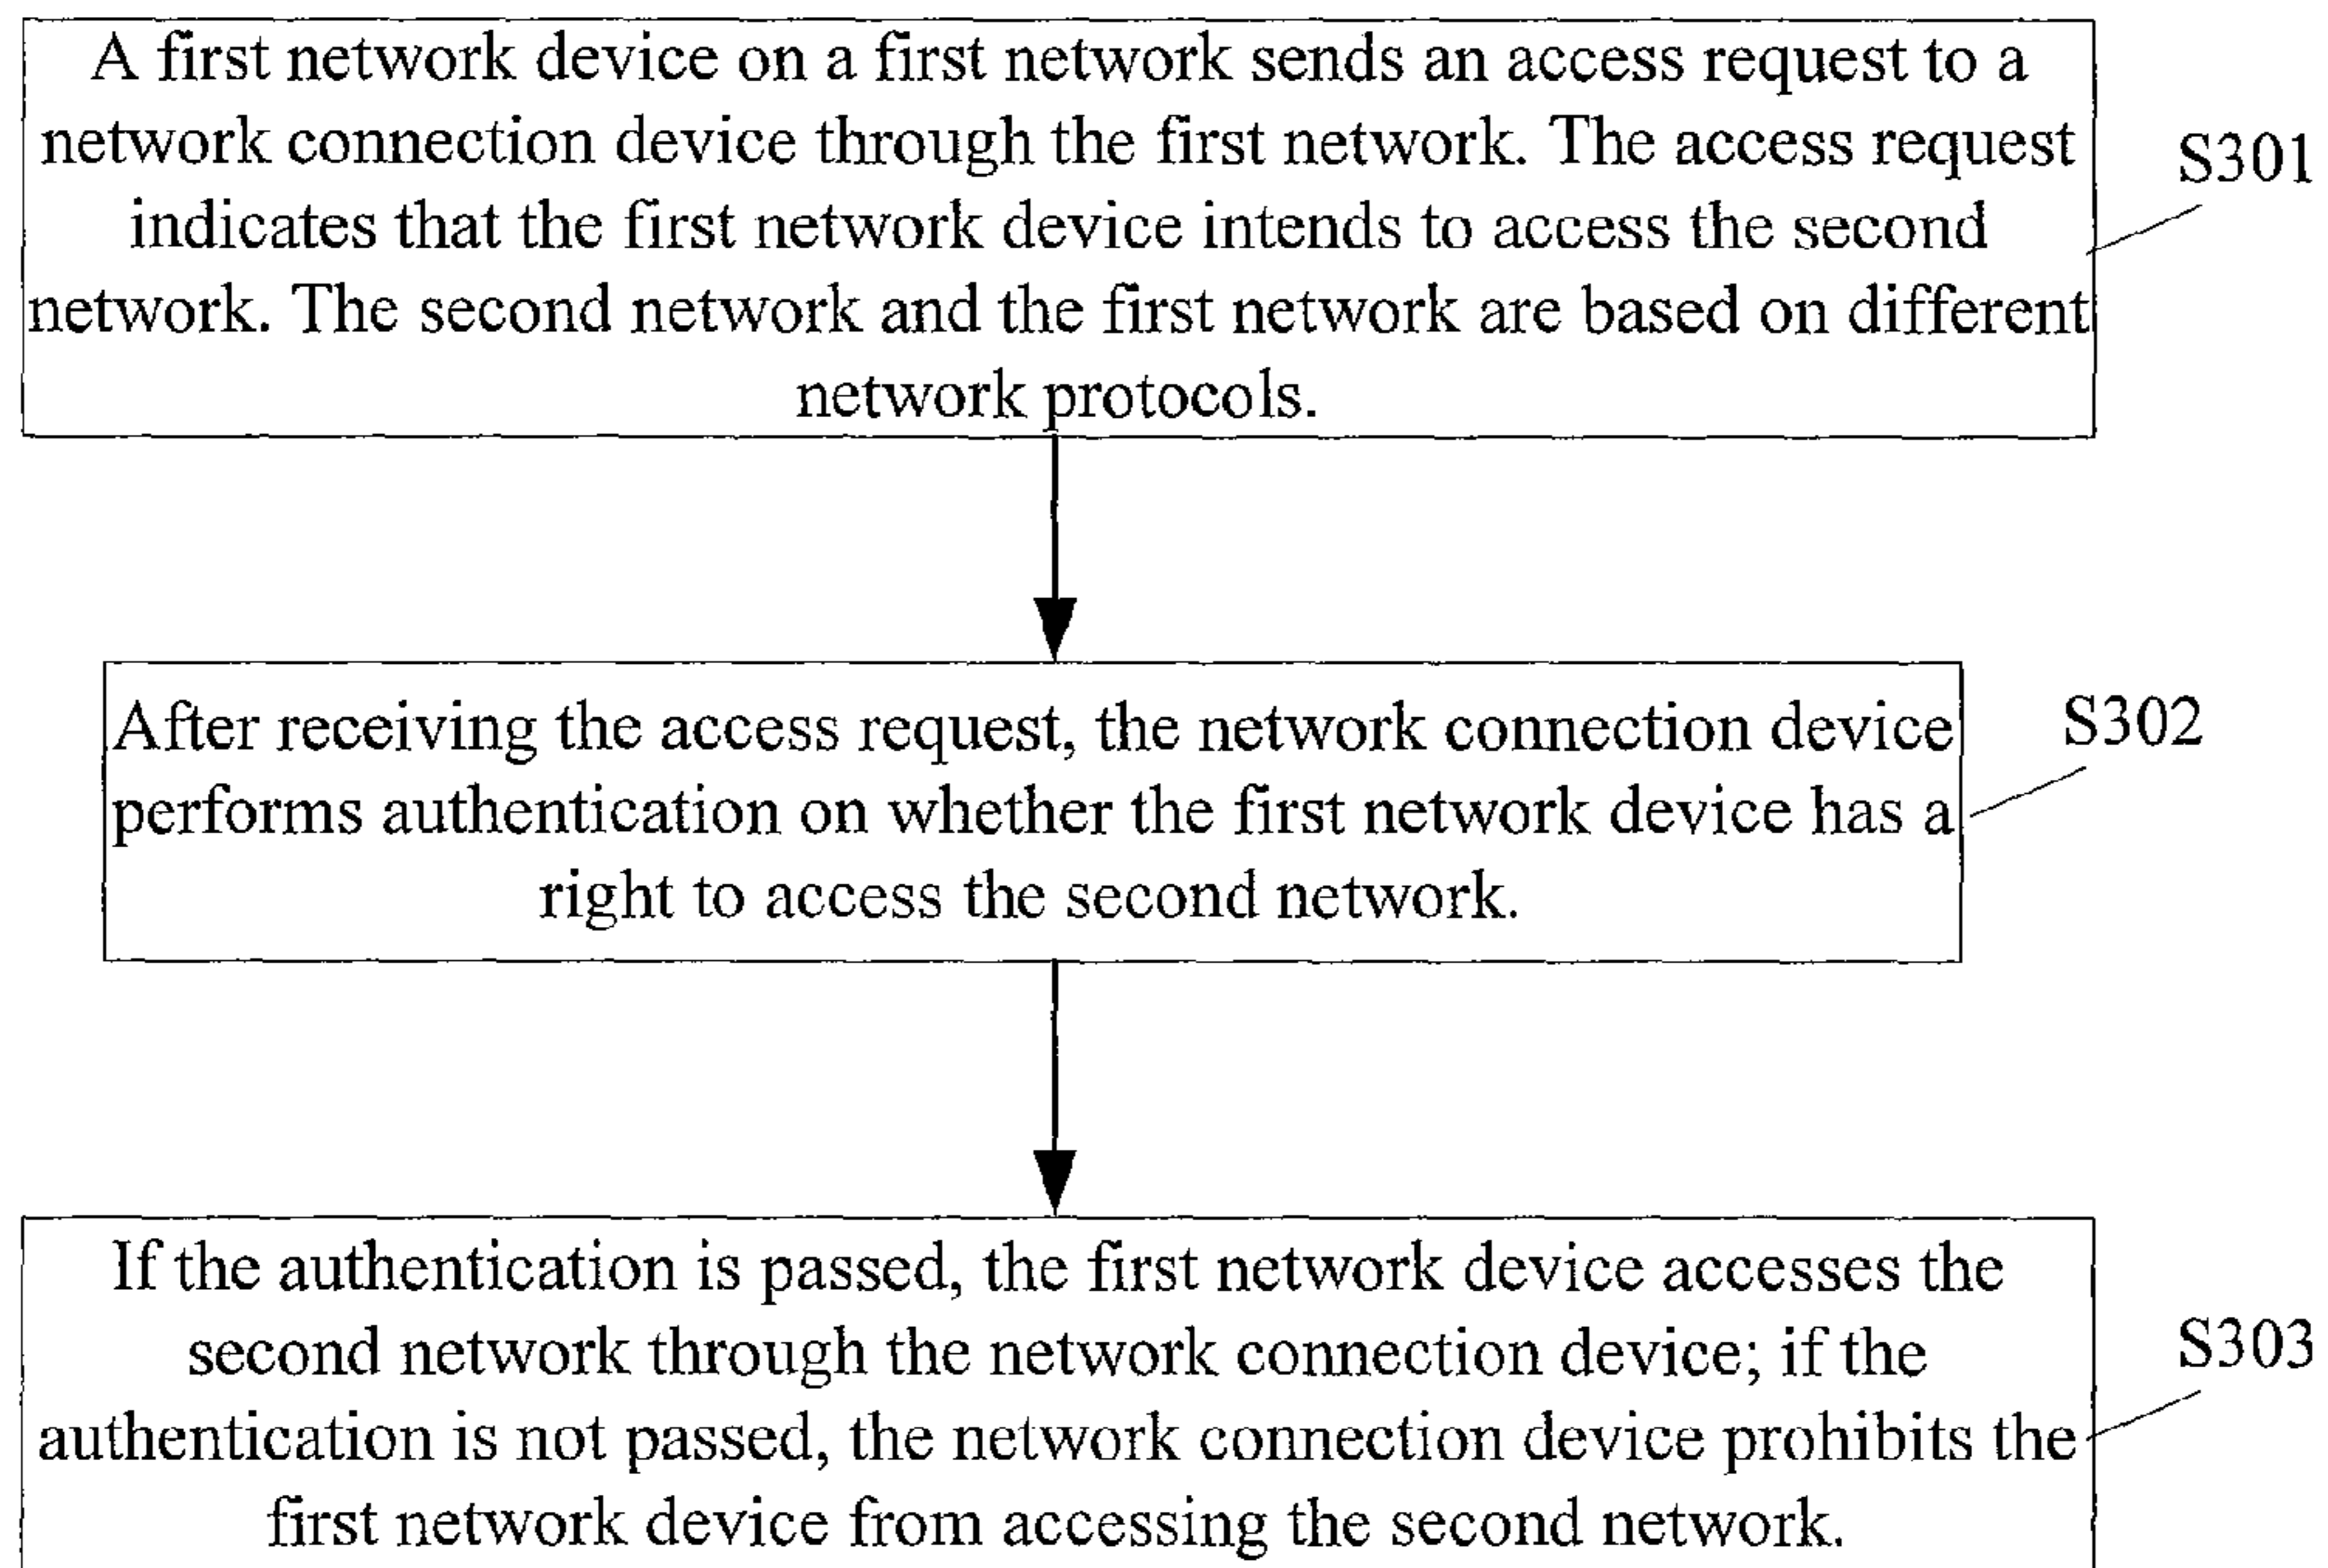 A first network device on a first network sends an access request to a
network connection device through the first network. The access request
indicates that the first network device intends to access the second
network. The second network and the first network are based on different
network protocols.
S301
After receiving the access request, the network connection device
performs authentication on whether the first network device has a
right to access the second network.
S302
If the authentication is passed, the first network device accesses the
second network through the network connection device; if the
authentication is not passed, the network connection device prohibits the
first network device from accessing the second network.
S303